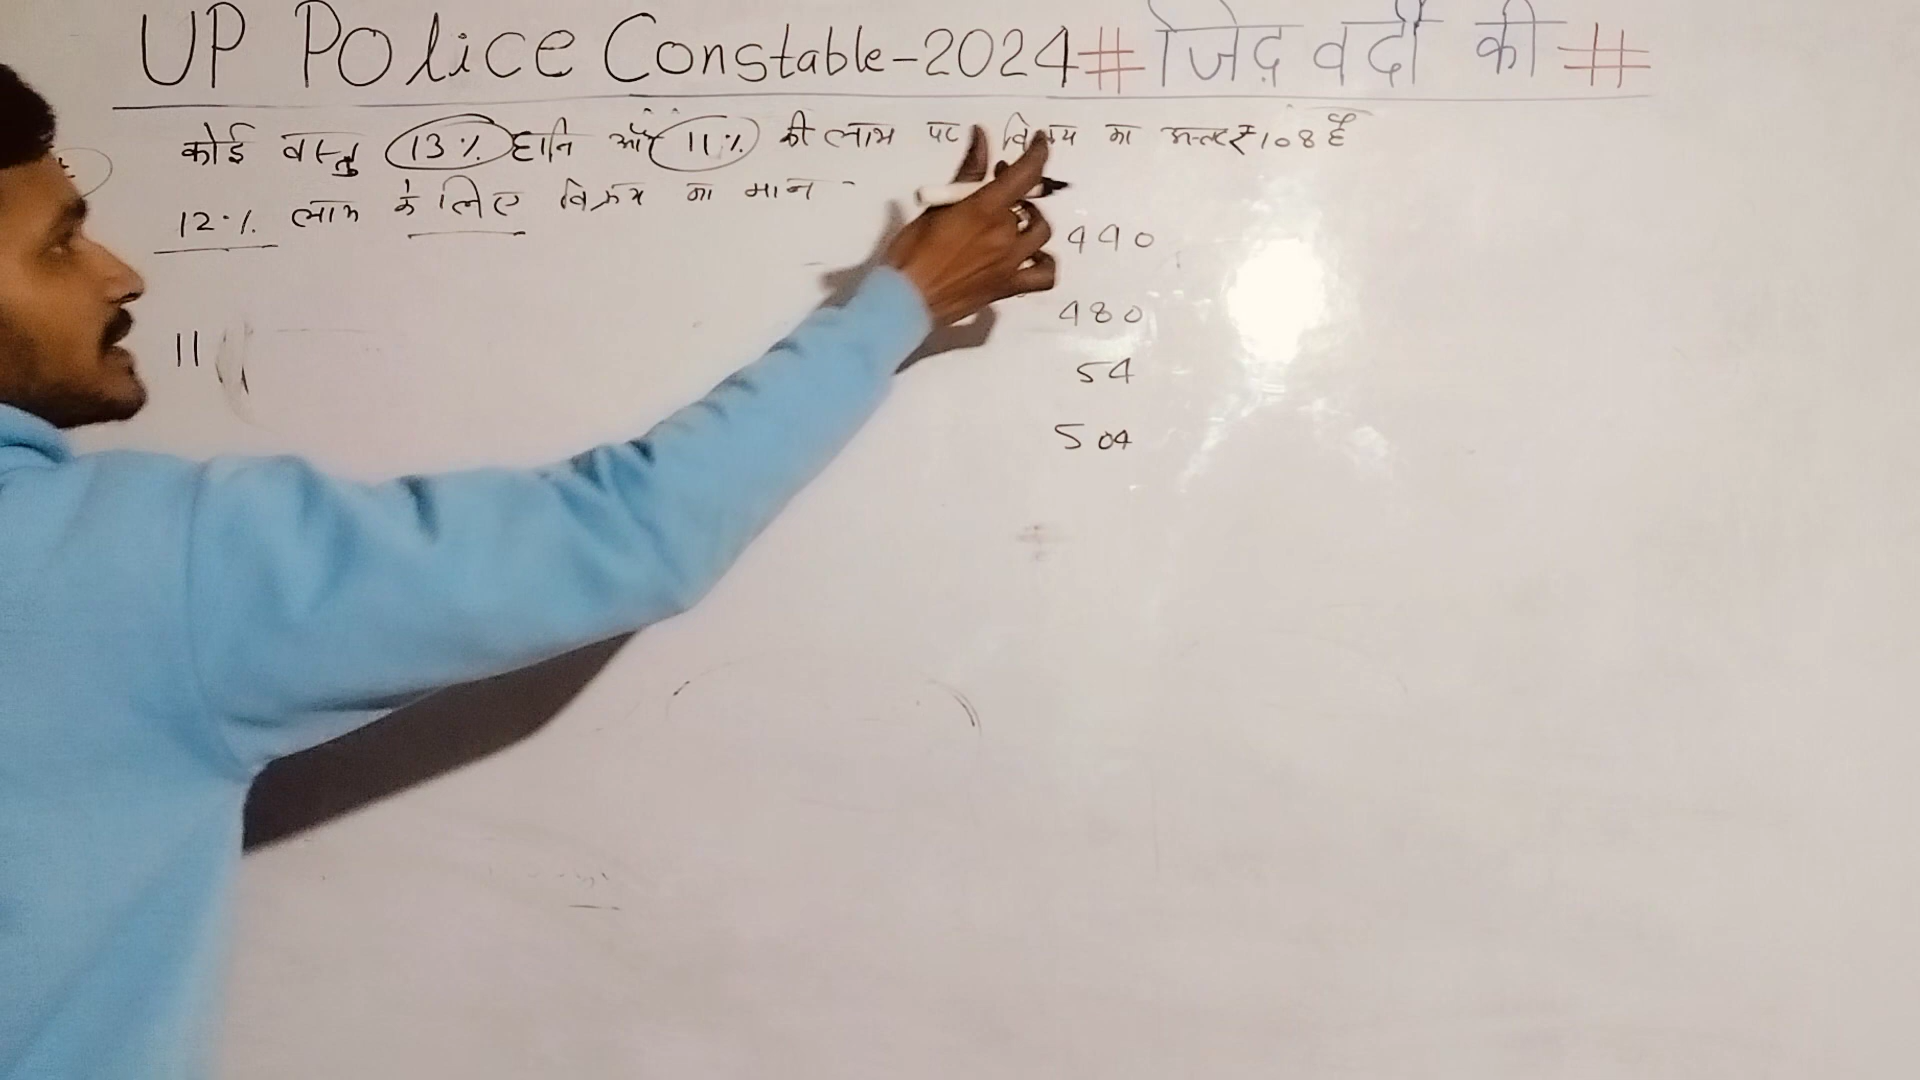 UP Police Constable-2024 # जिद वर्दी की #
कोई वस्तु 13% हानि और 11% की लाभ पर विक्रय का अन्तर ₹108 है
12% लाभ के लिए विक्रय का मान -
440
480
54
504
11